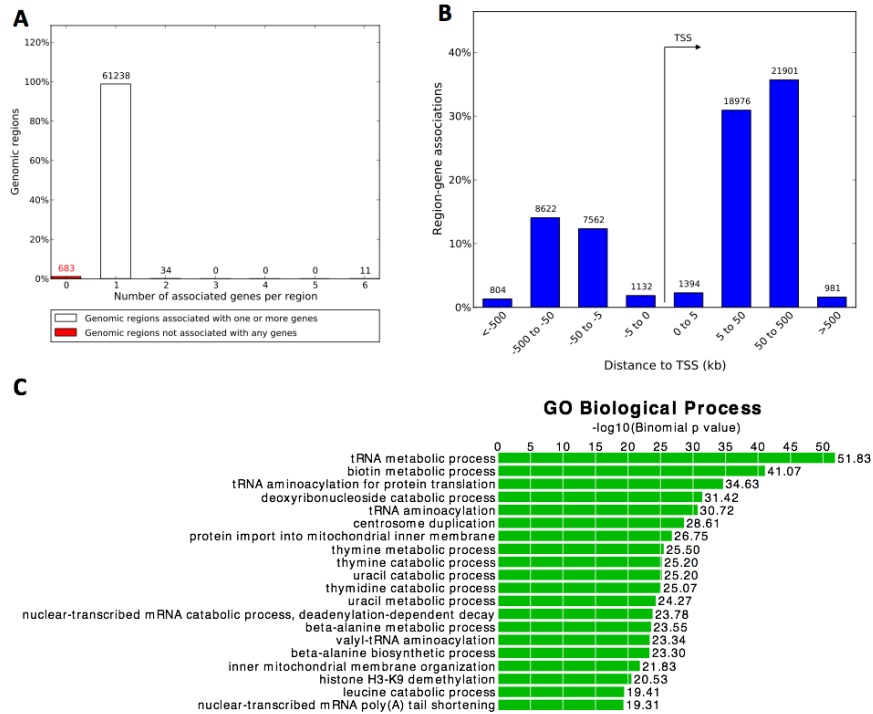 A
120%
100%
80%
60%
40%
20%
0%
Genomic regions
683
61238
34
0
0
0
11
0 1 2 3 4 5 6
Number of associated genes per region
Genomic regions associated with one or more genes
Genomic regions not associated with any genes
B
40%
30%
20%
10%
0%
Region-gene associations
TSS
804
8622
7562
1132
1394
18976
21901
981
<-500
-500 to -50
-50 to -5
-5 to 0
0 to 5
5 to 50
50 to 500
>500
Distance to TSS (kb)
C
GO Biological Process
-log10(Binomial p value)
0 5 10 15 20 25 30 35 40 45 50
tRNA metabolic process 51.83
biotin metabolic process 41.07
tRNA aminoacylation for protein translation 34.63
deoxyribonucleoside catabolic process 31.42
tRNA aminoacylation 30.72
centrosome duplication 28.61
protein import into mitochondrial inner membrane 26.75
thymine metabolic process 25.50
thymine catabolic process 25.20
uracil catabolic process 25.20
thymidine catabolic process 25.07
uracil metabolic process 24.27
nuclear-transcribed mRNA catabolic process, deadenylation-dependent decay 23.78
beta-alanine metabolic process 23.55
valyl-tRNA aminoacylation 23.34
beta-alanine biosynthetic process 23.30
inner mitochondrial membrane organization 21.83
histone H3-K9 demethylation 20.53
leucine catabolic process 19.41
nuclear-transcribed mRNA poly(A) tail shortening 19.31